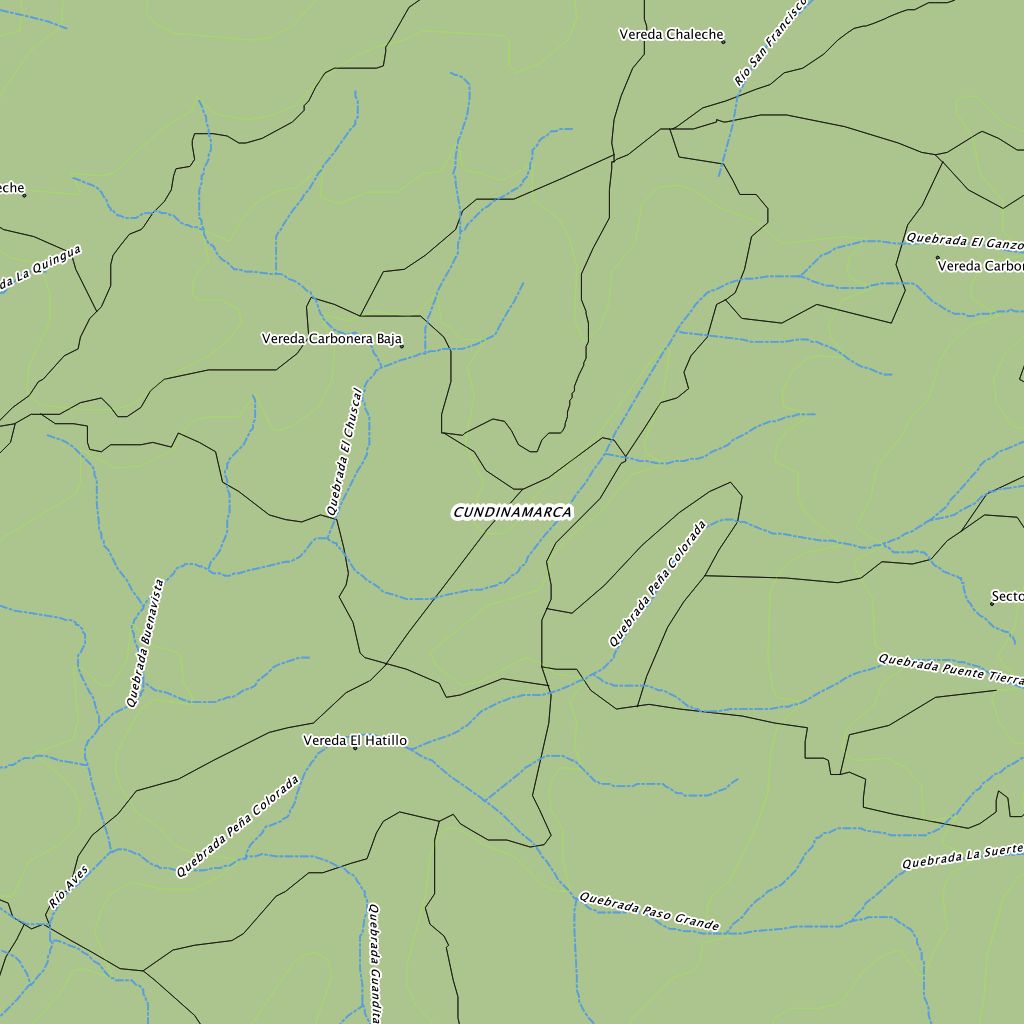 Vereda Chaleche
Río San Francisco
eche
da La Quingua
Quebrada El Ganzo
Vereda Carbon
Vereda Carbonera Baja
Quebrada El Chuscal
CUNDINAMARCA
Quebrada Peña Colorada
Quebrada Buenavista
Secto
Quebrada Puente Tierra
Vereda El Hatillo
Quebrada Peña Colorada
Río Aves
Quebrada La Suerte
Quebrada Paso Grande
Quebrada Guandita